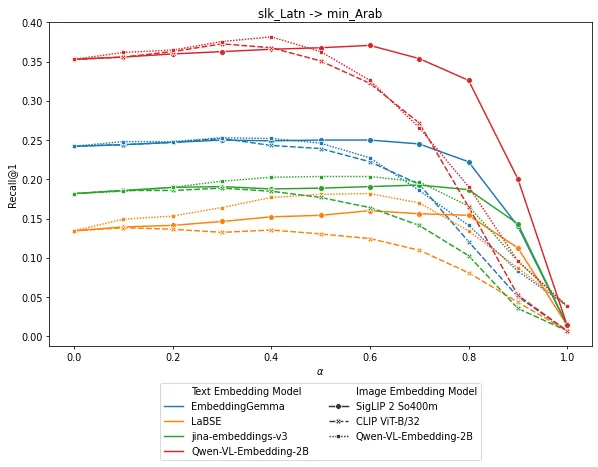 slk_Latn -> min_Arab
Recall@1
0.40
0.35
0.30
0.25
0.20
0.15
0.10
0.05
0.00
0.0 0.2 0.4 0.6 0.8 1.0
α
Text Embedding Model Image Embedding Model
EmbeddingGemma SigLIP 2 So400m
LaBSE CLIP ViT-B/32
jina-embeddings-v3 Qwen-VL-Embedding-2B
Qwen-VL-Embedding-2B